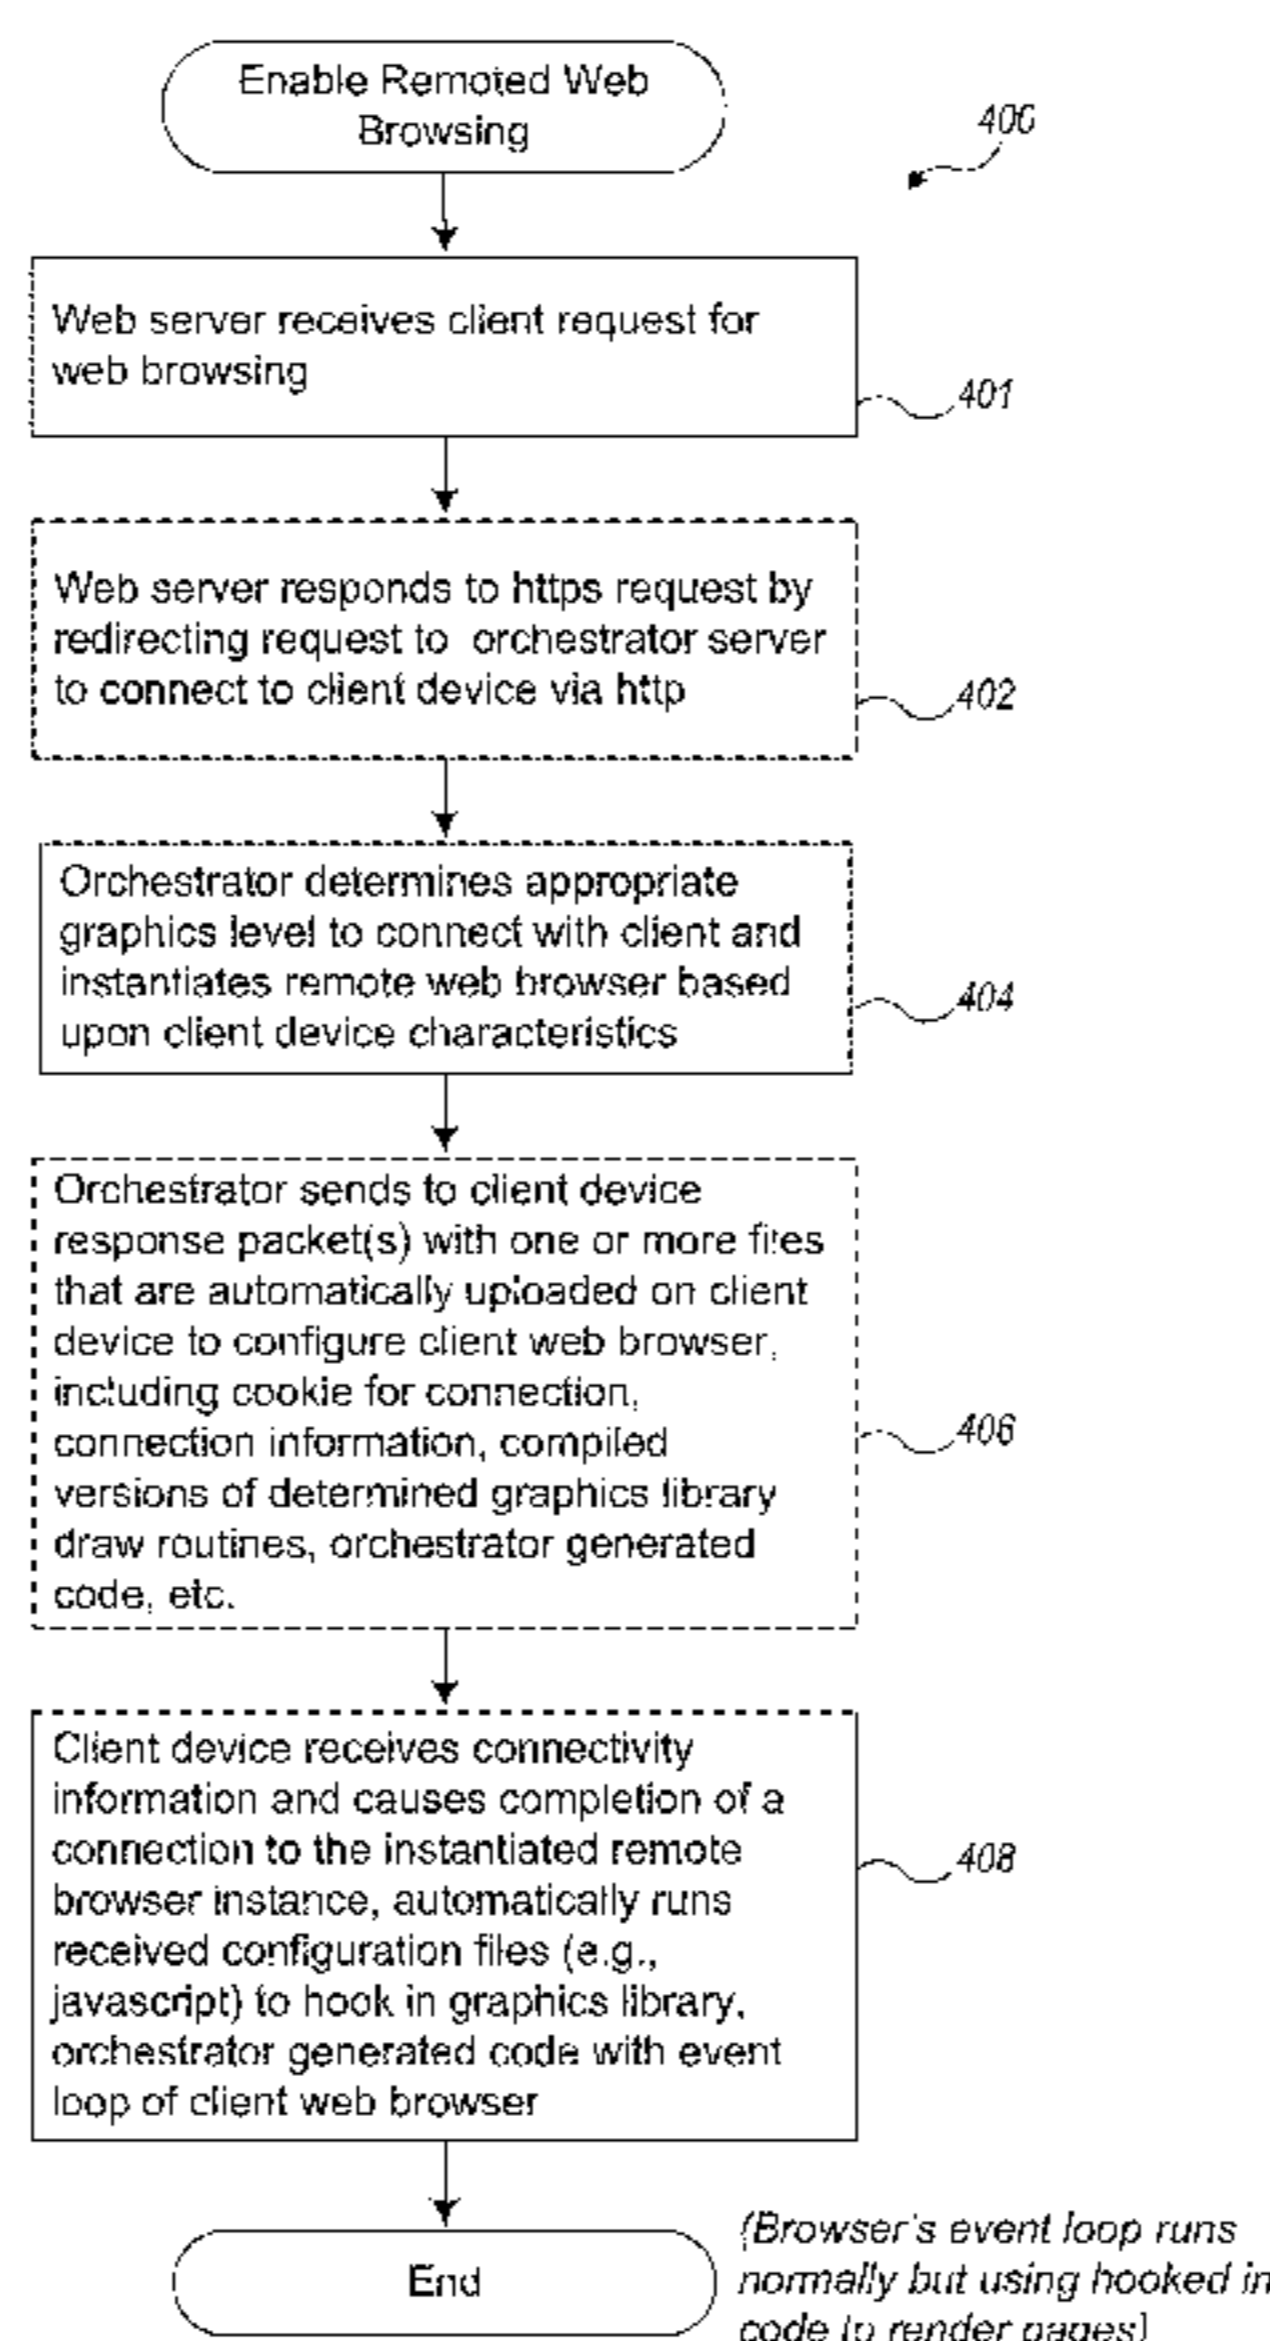 Enable Remoted Web
Browsing
400
Web server receives client request for
web browsing
401
Web server responds to https request by
redirecting request to orchestrator server
to connect to client device via http
402
Orchestrator determines appropriate
graphics level to connect with client and
instantiates remote web browser based
upon client device characteristics
404
Orchestrator sends to client device
response packet(s) with one or more files
that are automatically uploaded on client
device to configure client web browser,
including cookie for connection,
connection information, compiled
versions of determined graphics library
draw routines, orchestrator generated
code, etc.
406
Client device receives connectivity
information and causes completion of a
connection to the instantiated remote
browser instance, automatically runs
received configuration files (e.g.,
javascript) to hook in graphics library,
orchestrator generated code with event
loop of client web browser
408
End
(Browser's event loop runs
normally but using hooked in
code to render pages)